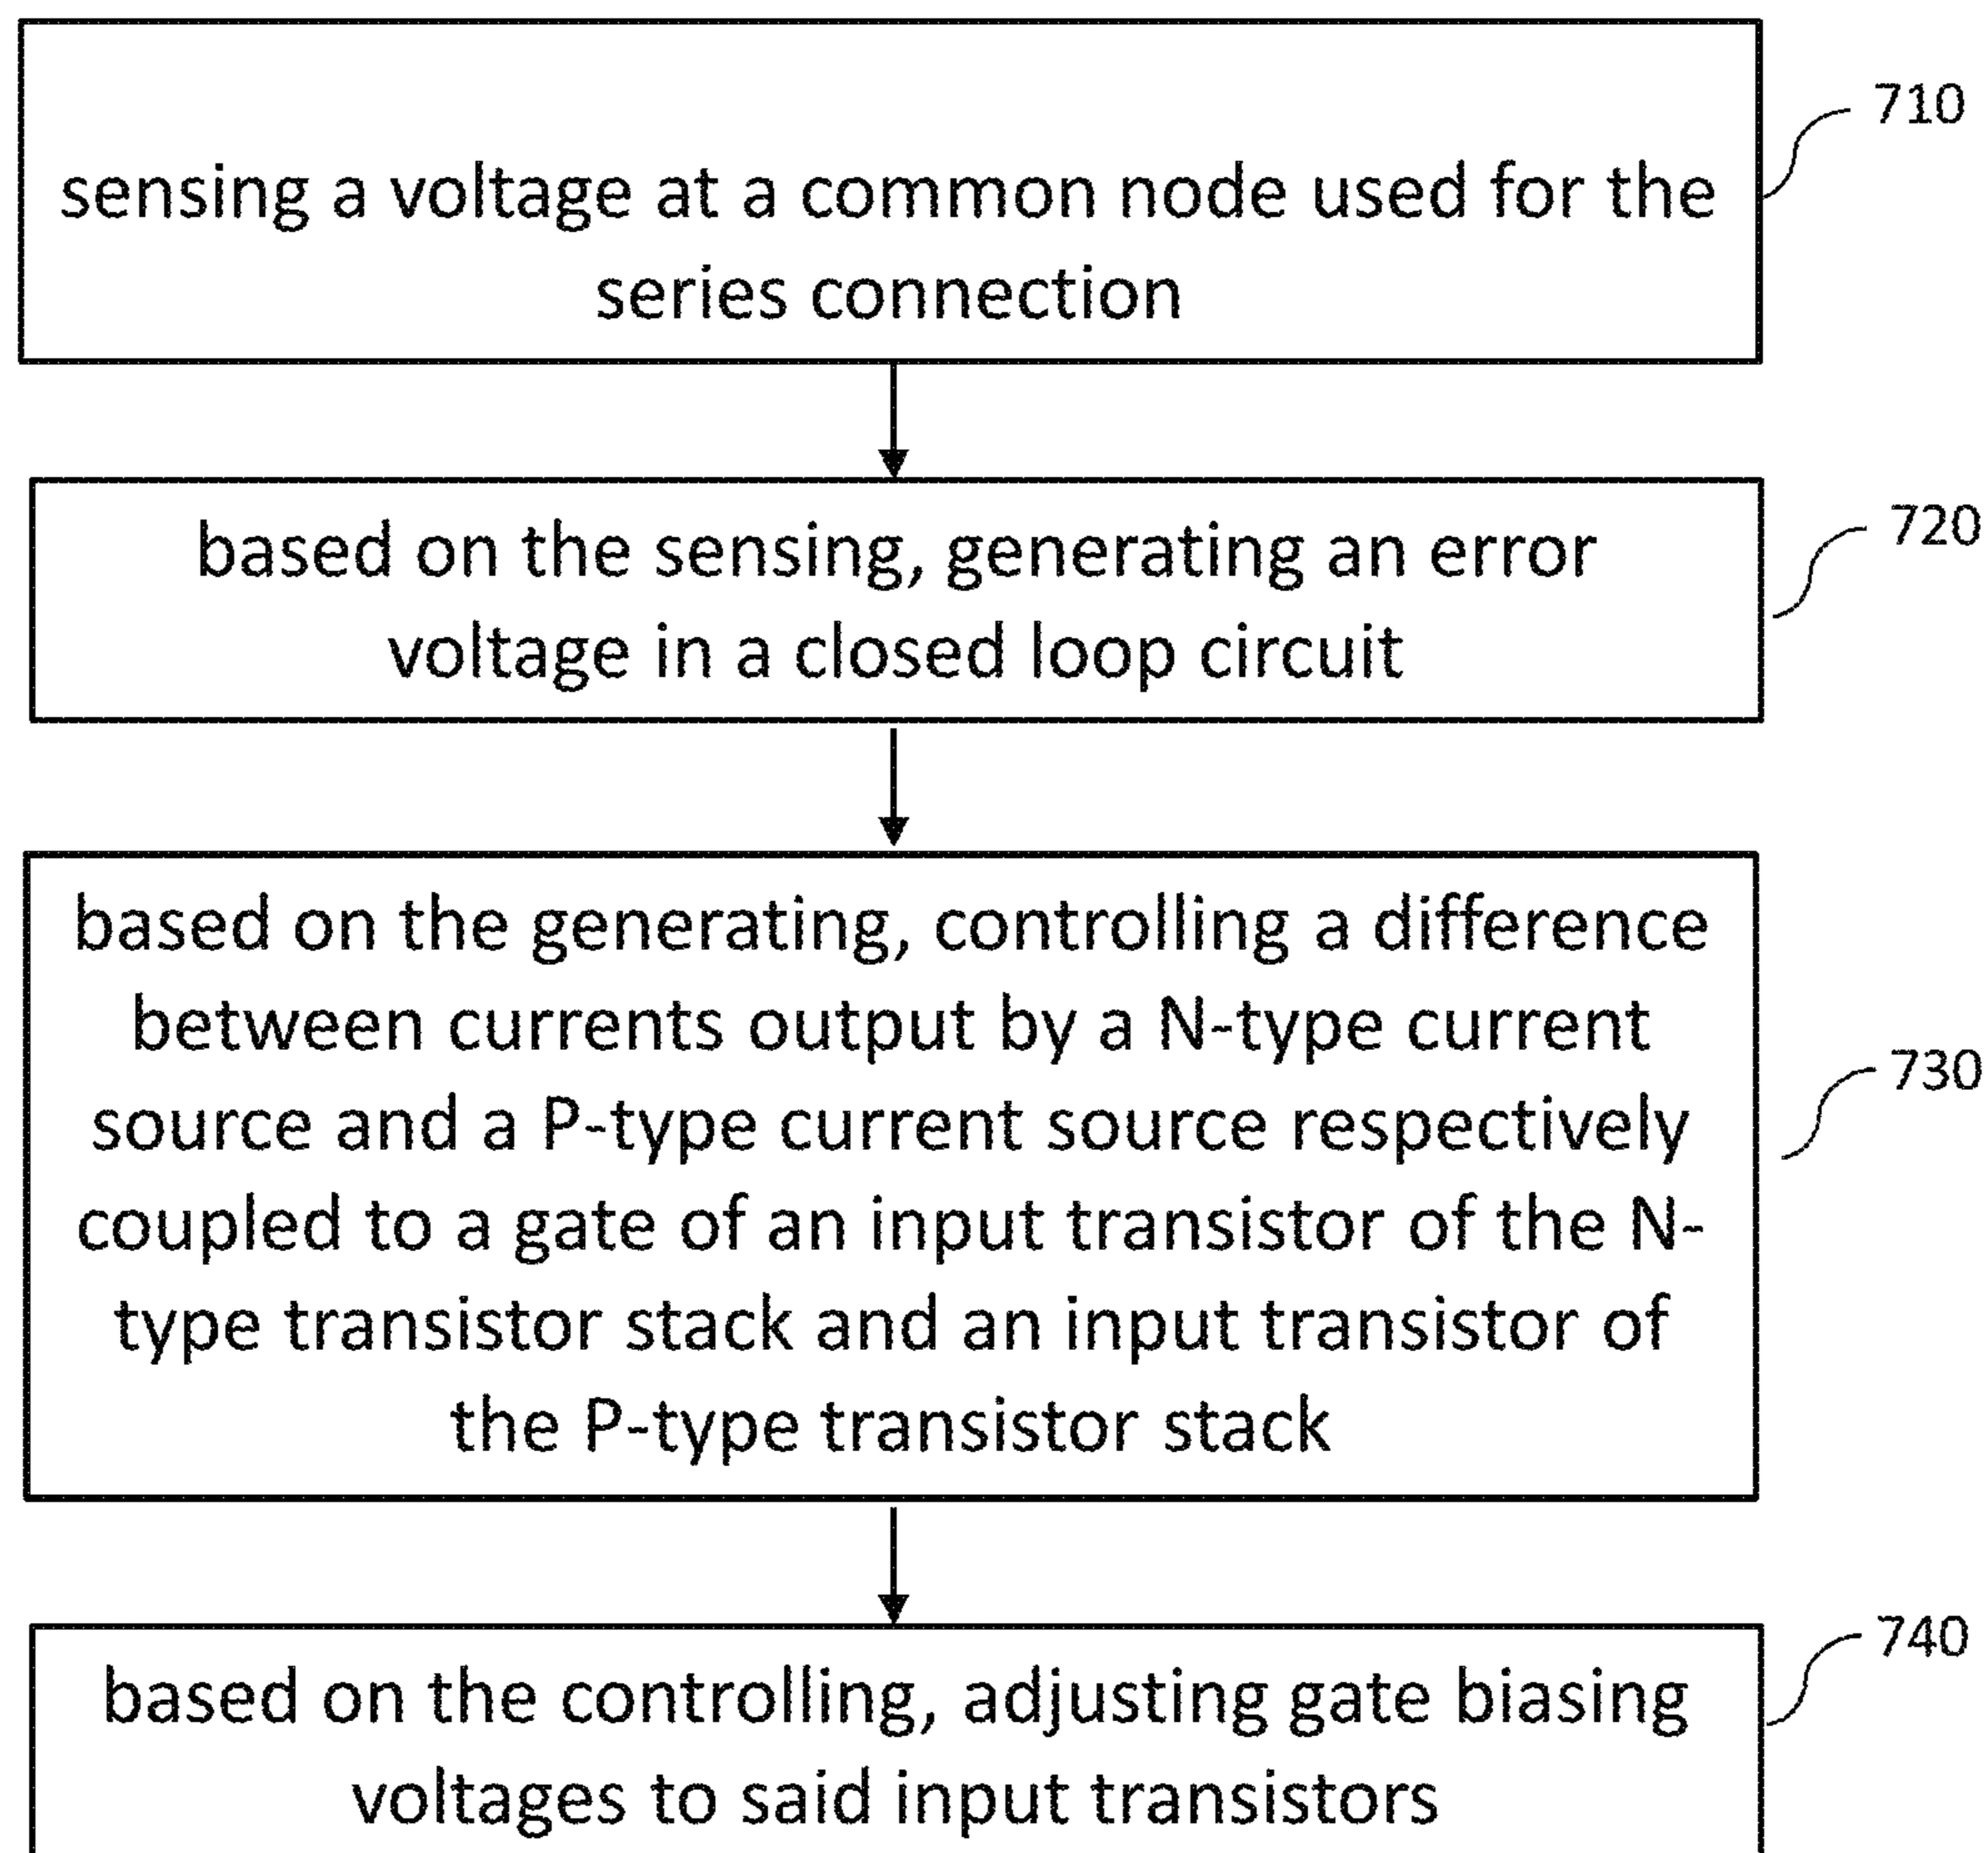 710
sensing a voltage at a common node used for the
series connection
720
based on the sensing, generating an error
voltage in a closed loop circuit
based on the generating, controlling a difference
between currents output by a N-type current
730
source and a P-type current source respectively
coupled to a gate of an input transistor of the N-
type transistor stack and an input transistor of
the P-type transistor stack
740
based on the controlling, adjusting gate biasing
voltages to said input transistors